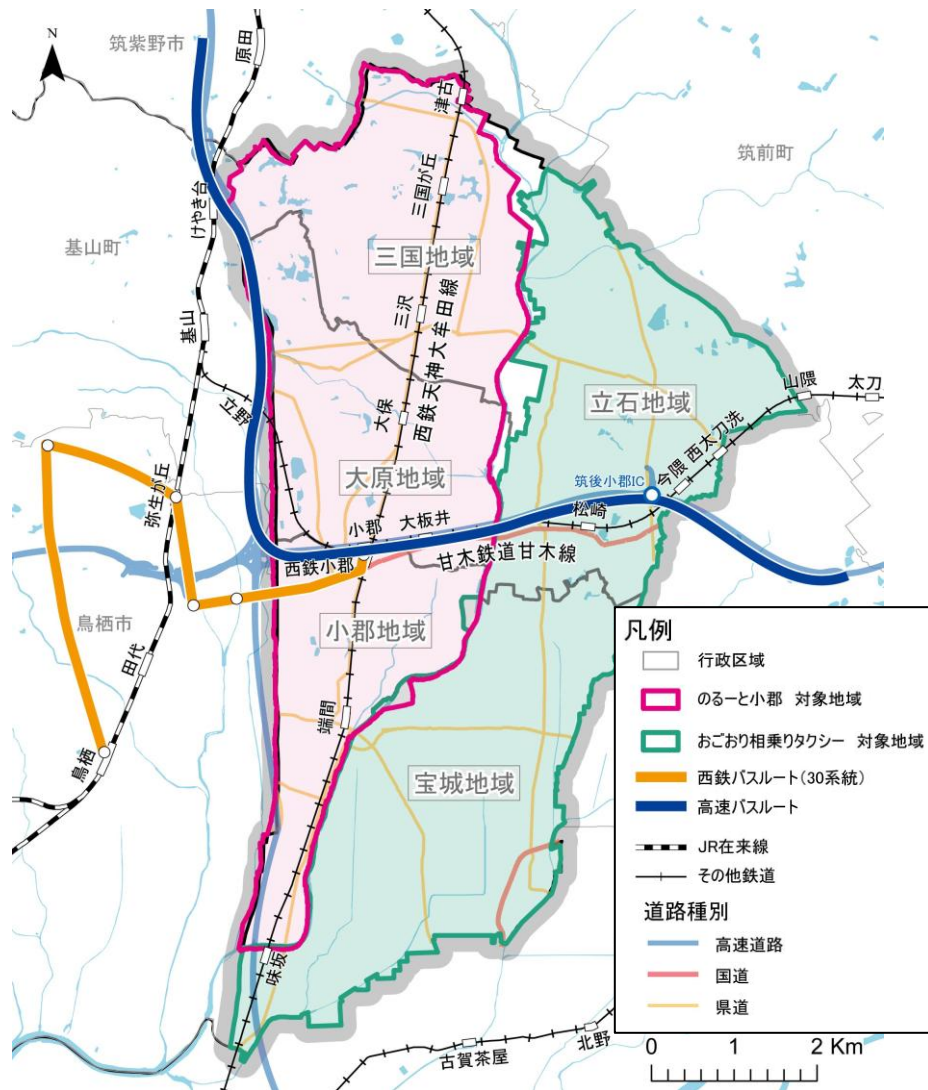 筑紫野市
原田
N
津古
筑前町
三国が丘
けやき台
基山町
三国地域
三沢
西鉄天神大牟田線
基山
立野
大保
立石地域
山隈
太刀
大原地域
筑後小郡IC
今隈
西太刀洗
弥生が丘
小郡
大板井
松崎
西鉄小郡
甘木鉄道甘木線
鳥栖市
田代
小郡地域
端間
鳥栖
宝城地域
味坂
古賀茶屋
北野
凡例
行政区域
のるーと小郡 対象地域
おごおり相乗りタクシー 対象地域
西鉄バスルート(30系統)
高速バスルート
JR在来線
その他鉄道
道路種別
高速道路
国道
県道
0 1 2 Km